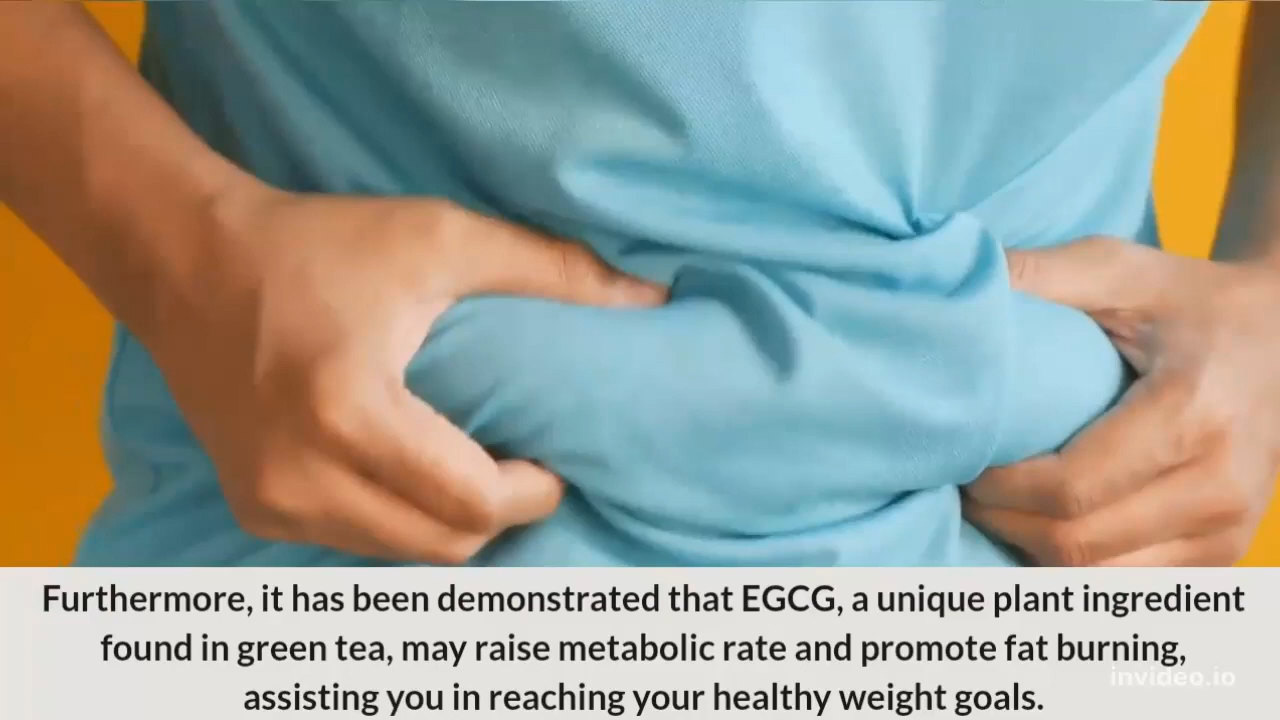 Furthermore, it has been demonstrated that EGCG, a unique plant ingredient
found in green tea, may raise metabolic rate and promote fat burning,
invideo.io
assisting you in reaching your healthy weight goals.